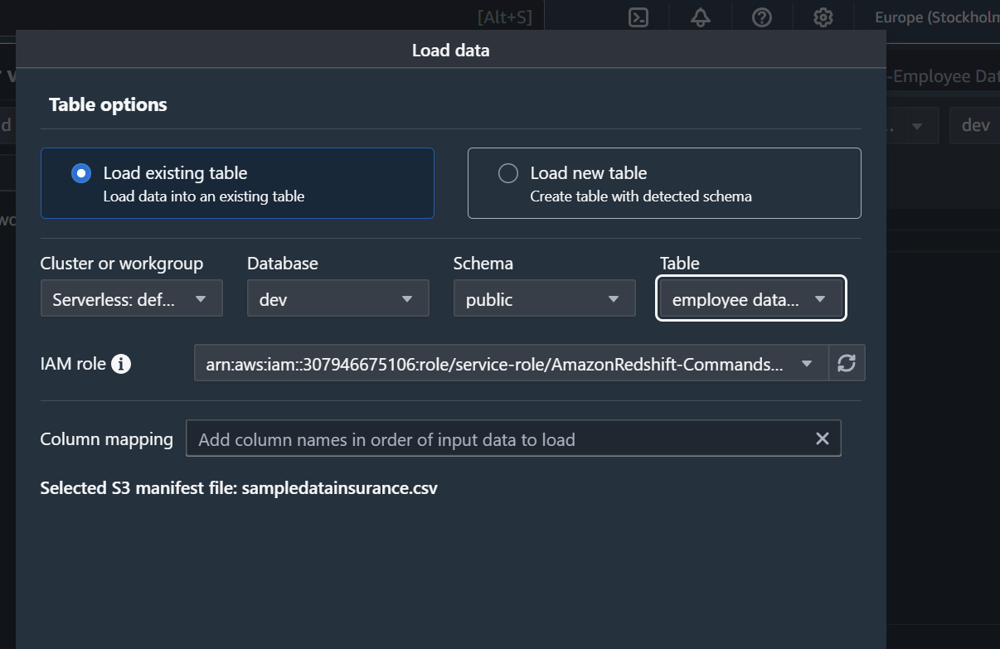 [Alt+S]
Europe (Stockholm
Load data
-Employee Dat
Table options
d
dev
Load existing table
Load data into an existing table
Load new table
Create table with detected schema
Cluster or workgroup
Database
Schema
Table
Serverless: def...
dev
public
employee data...
IAM role
arn:aws:iam::307946675106:role/service-role/AmazonRedshift-Commands...
Column mapping
Add column names in order of input data to load
Selected S3 manifest file: sampledatainsurance.csv